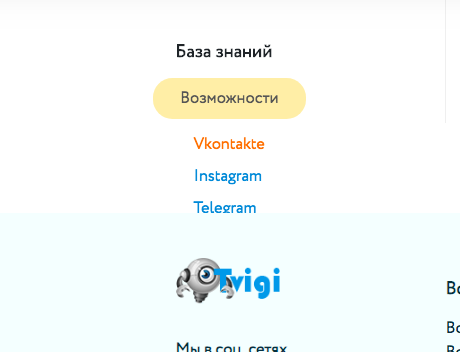 База знаний
Возможности
Vkontakte
Instagram
Telegram
Tvigi
Мы в соц. сетях